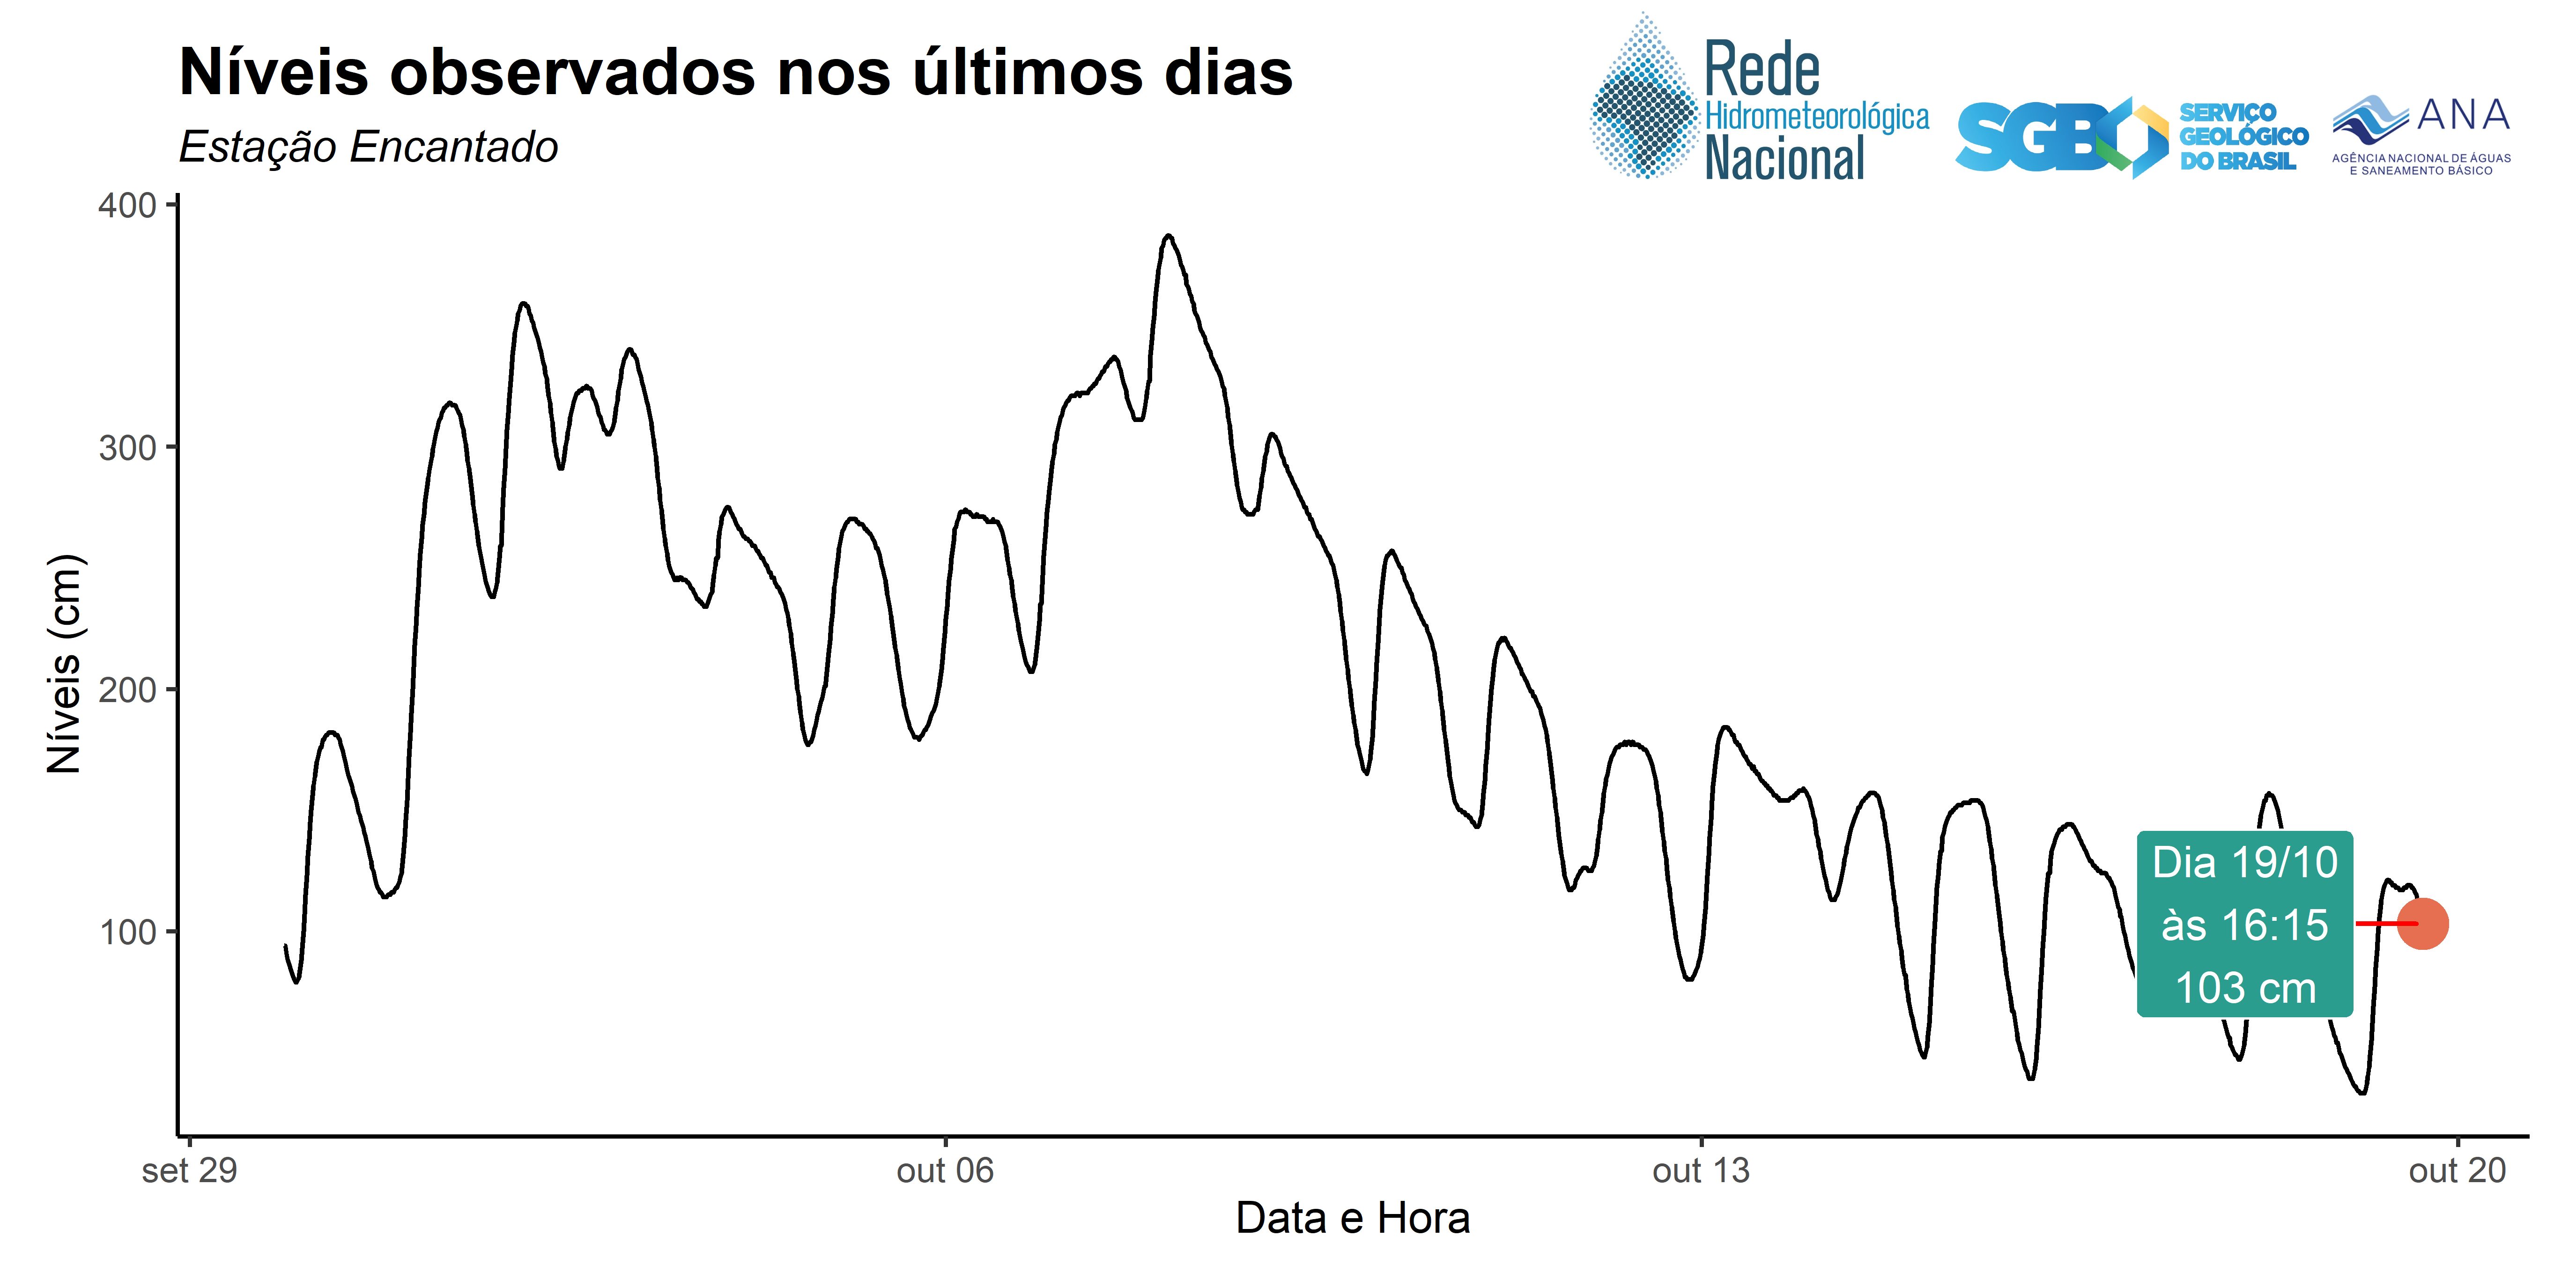 Níveis observados nos últimos dias
Estação Encantado
Rede
Hidrometeorológica
Nacional
SGB
SERVIÇO
GEOLÓGICO
DO BRASIL
ANA
AGÊNCIA NACIONAL DE ÁGUAS
E SANEAMENTO BÁSICO
Níveis (cm)
400
300
200
100
Dia 19/10
às 16:15
103 cm
set 29
out 06
out 13
out 20
Data e Hora